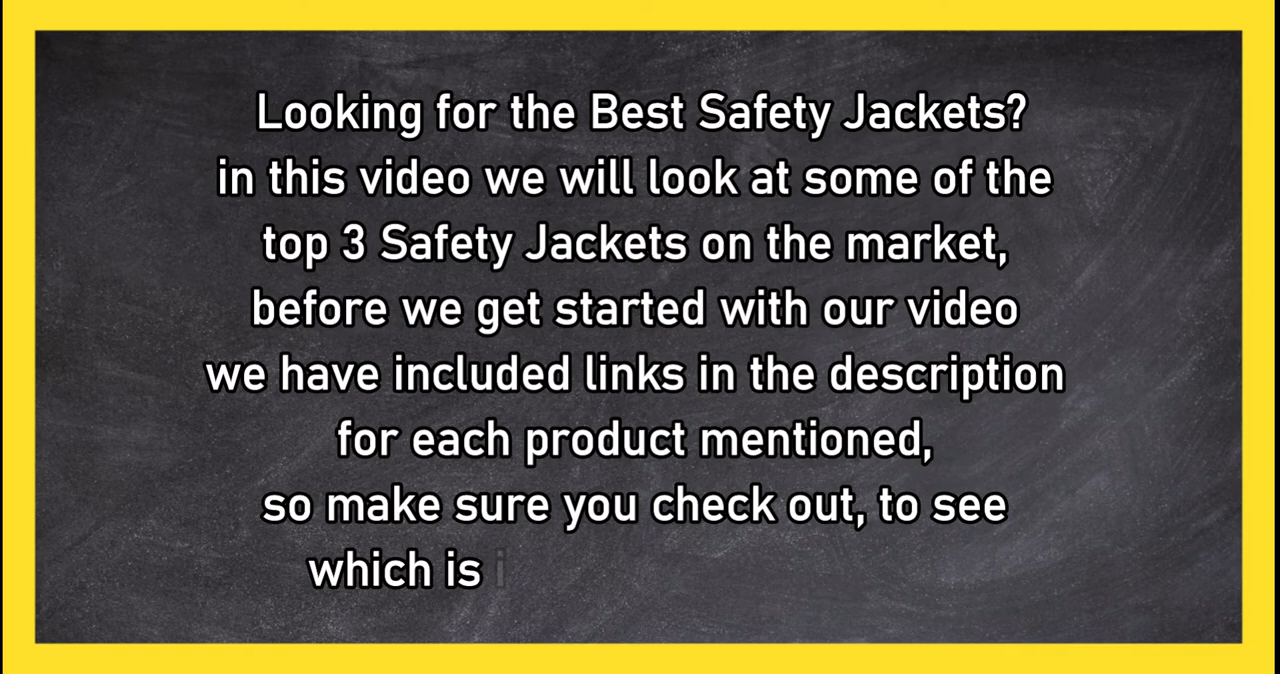 Looking for the Best Safety Jackets?
in this video we will look at some of the
top 3 Safety Jackets on the market,
before we get started with our video
we have included links in the description
for each product mentioned,
so make sure you check out, to see
which is i